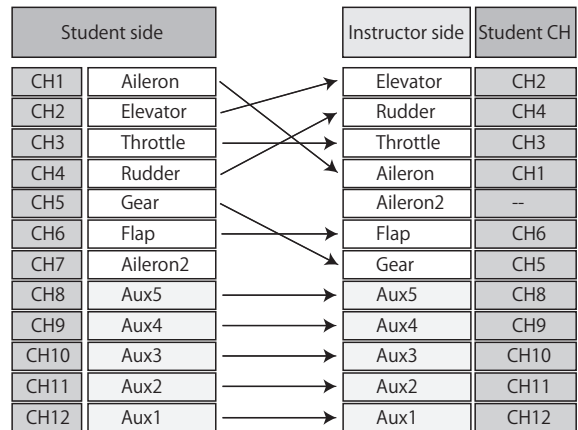 Student side Instructor side Student CH
CH1 Aileron Elevator CH2
CH2 Elevator Rudder CH4
CH3 Throttle Throttle CH3
CH4 Rudder Aileron CH1
CH5 Gear Aileron2 --
CH6 Flap Flap CH6
CH7 Aileron2 Gear CH5
CH8 Aux5 Aux5 CH8
CH9 Aux4 Aux4 CH9
CH10 Aux3 Aux3 CH10
CH11 Aux2 Aux2 CH11
CH12 Aux1 Aux1 CH12